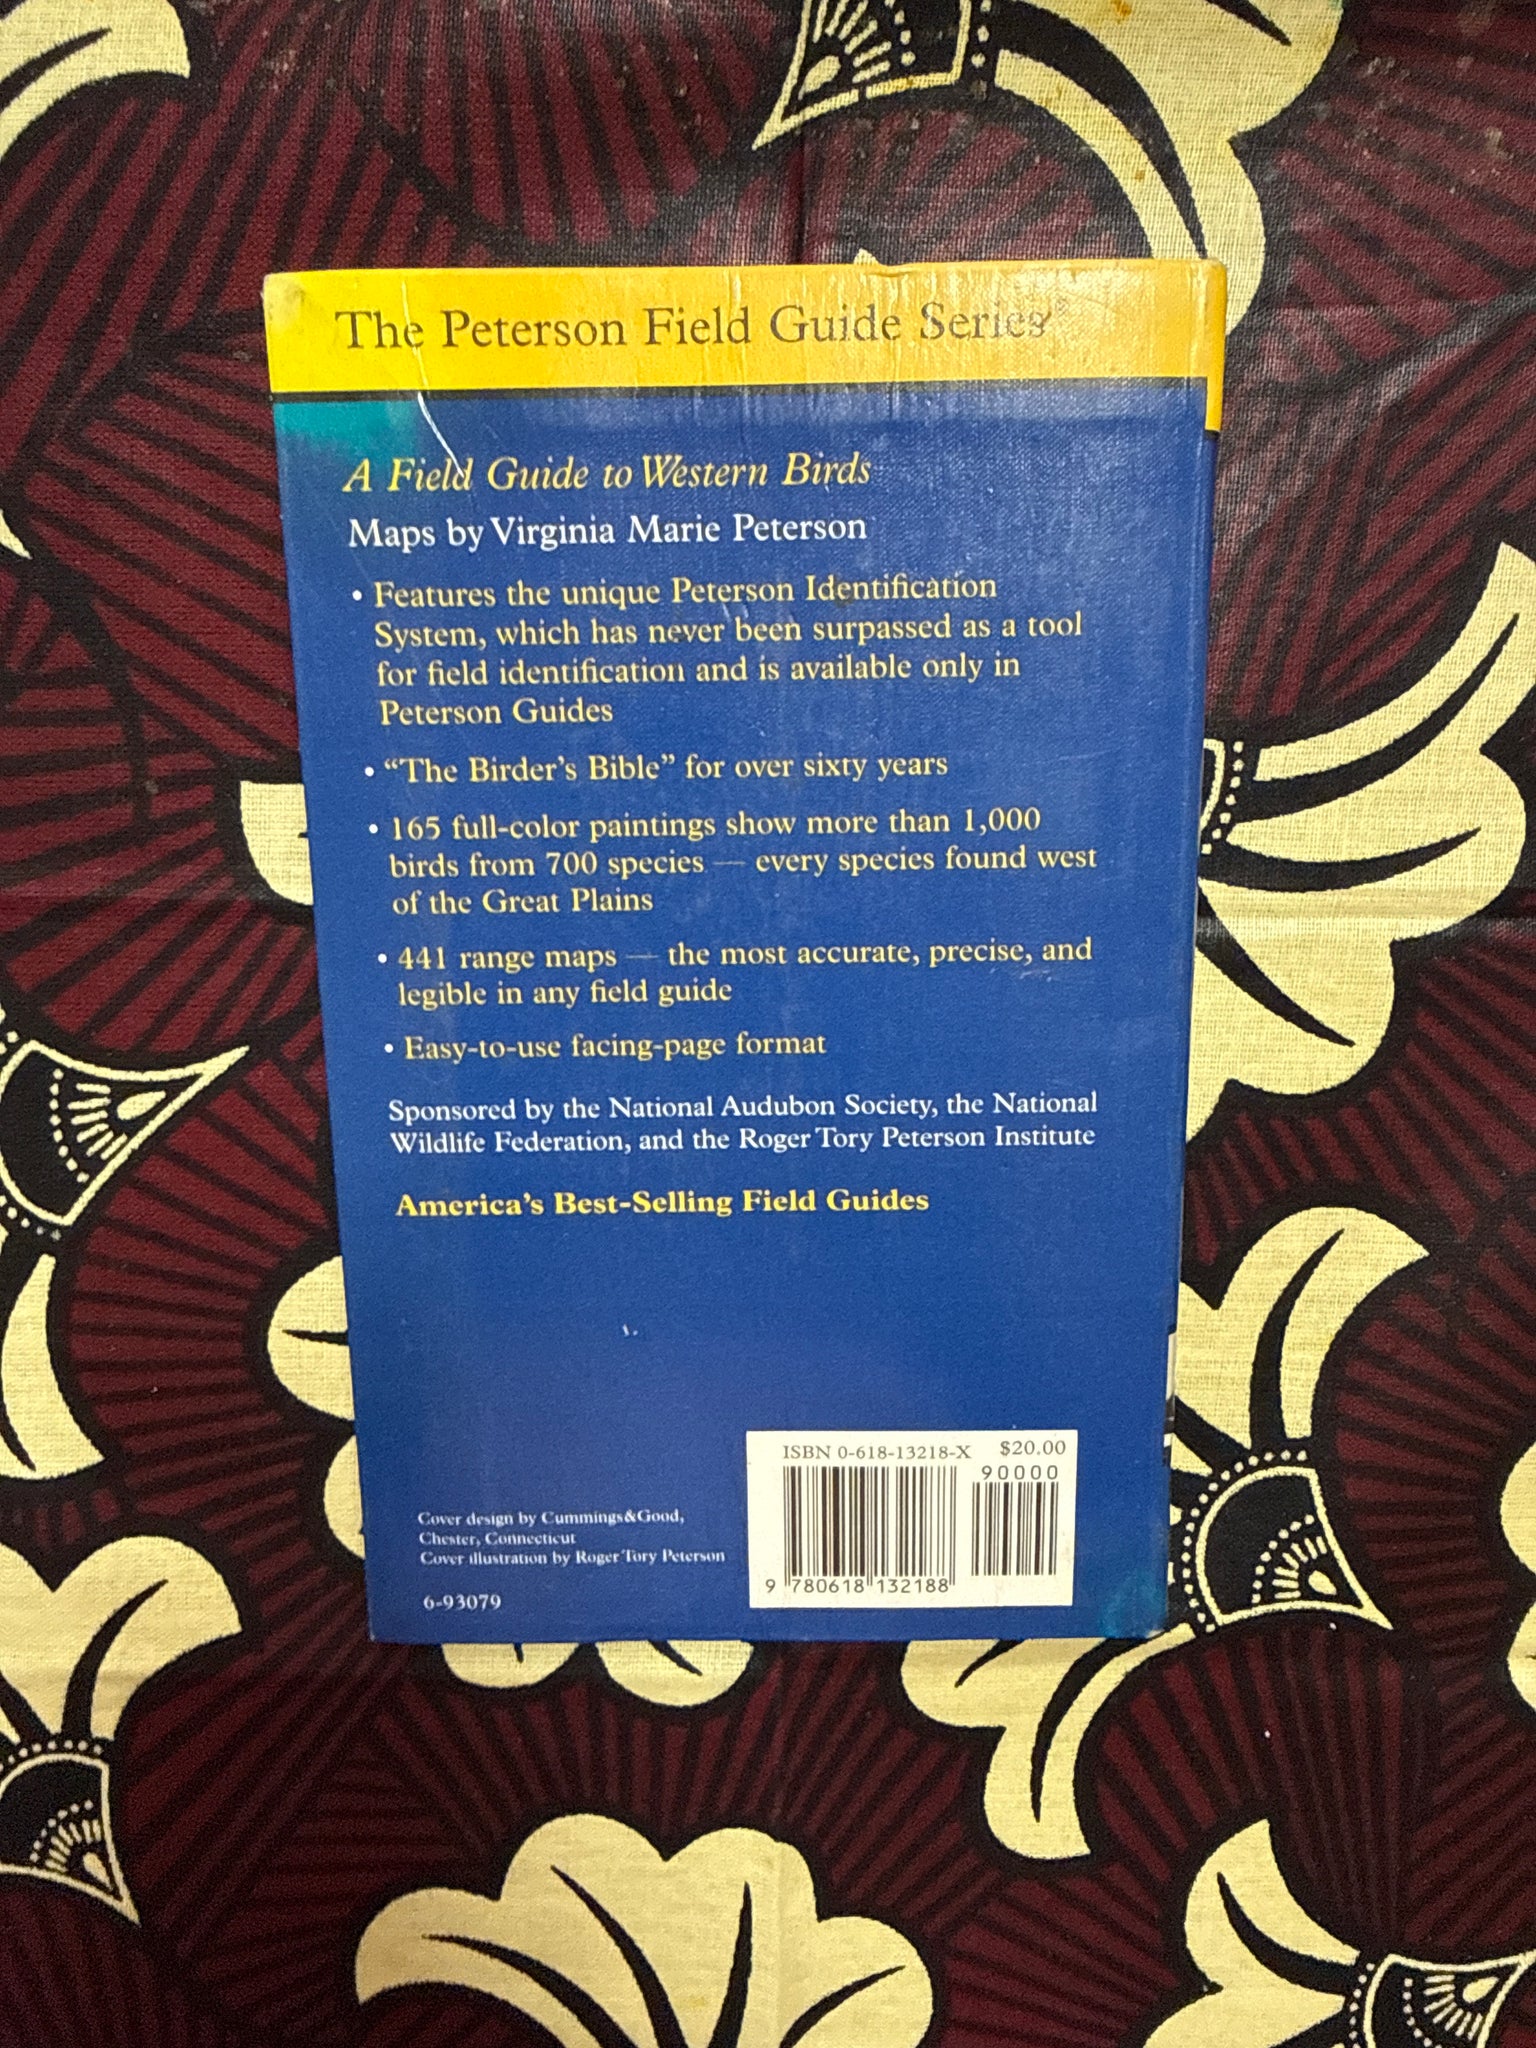 The Peterson Field Guide Series®
A Field Guide to Western Birds
Maps by Virginia Marie Peterson
• Features the unique Peterson Identification
System, which has never been surpassed as a tool
for field identification and is available only in
Peterson Guides
• “The Birder’s Bible” for over sixty years
• 165 full-color paintings show more than 1,000
birds from 700 species — every species found west
of the Great Plains
• 441 range maps — the most accurate, precise, and
legible in any field guide
• Easy-to-use facing-page format
Sponsored by the National Audubon Society, the National
Wildlife Federation, and the Roger Tory Peterson Institute
America’s Best-Selling Field Guides
Cover design by Cummings&Good,
Chester, Connecticut
Cover illustration by Roger Tory Peterson
6-93079
ISBN 0-618-13218-X $20.00
90000
9 780618 132188